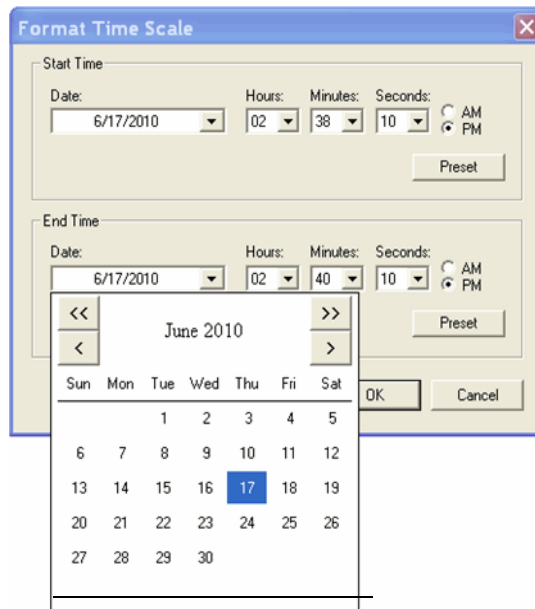 Format Time Scale
Start Time
Date: Hours: Minutes: Seconds:
6/17/2010 02 38 10 AM
PM
Preset
End Time
Date: Hours: Minutes: Seconds:
6/17/2010 02 40 10 AM
PM
<< June 2010 >>
< >
Preset
Sun Mon Tue Wed Thu Fri Sat
1 2 3 4 5
6 7 8 9 10 11 12
13 14 15 16 17 18 19
20 21 22 23 24 25 26
27 28 29 30
OK Cancel